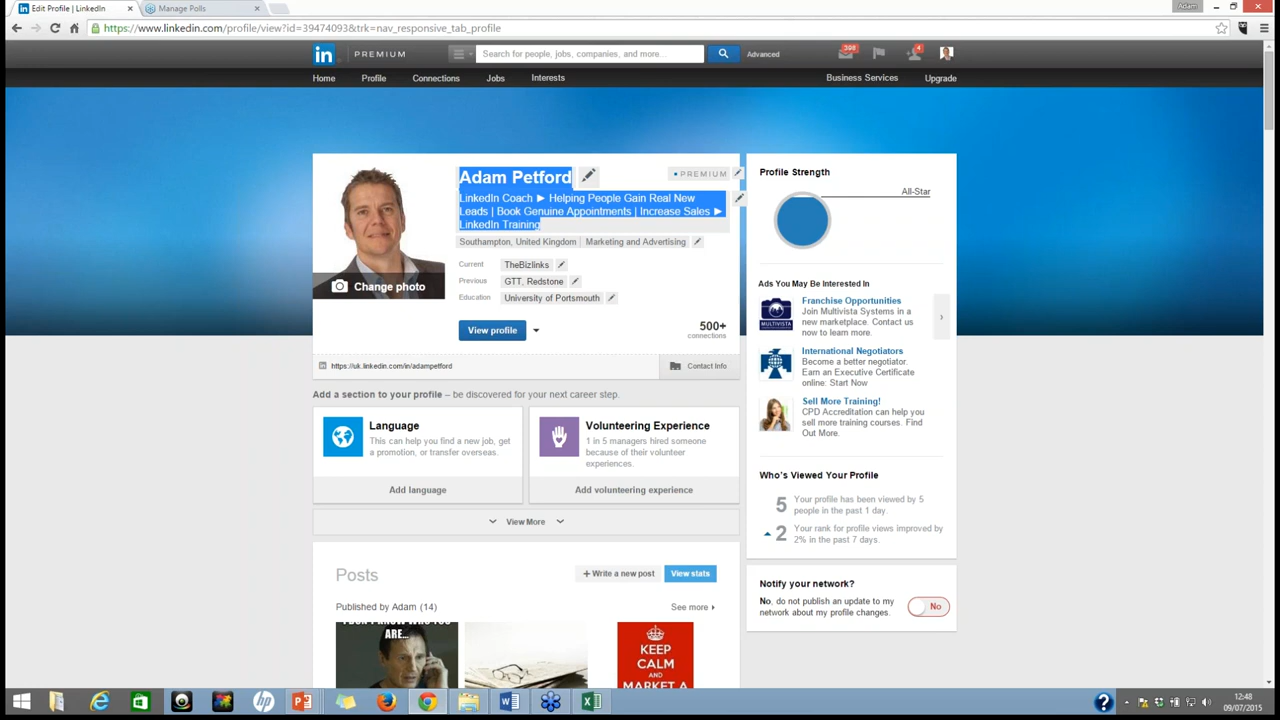 Edit Profile | LinkedIn
Manage Polls
Adam
https://www.linkedin.com/profile/view?id=39474093&trk=nav_responsive_tab_profile
in PREMIUM
Search for people, jobs, companies, and more...
Advanced
398
4
Home Profile Connections Jobs Interests
Business Services Upgrade
Adam Petford
PREMIUM
LinkedIn Coach ► Helping People Gain Real New
Leads | Book Genuine Appointments | Increase Sales ►
LinkedIn Training
Southampton, United Kingdom | Marketing and Advertising
Current TheBizlinks
Previous GTT, Redstone
Education University of Portsmouth
Change photo
View profile
500+
connections
https://uk.linkedin.com/in/adampetford
Contact Info
Add a section to your profile – be discovered for your next career step.
Language
This can help you find a new job, get
a promotion, or transfer overseas.
Add language
Volunteering Experience
1 in 5 managers hired someone
because of their volunteer
experiences.
Add volunteering experience
View More
Posts
+ Write a new post
View stats
Published by Adam (14)
See more
ARE...
KEEP
CALM
AND
MARKET A
Profile Strength
All-Star
Ads You May Be Interested In
MULTIVISTA
Franchise Opportunities
Join Multivista Systems in a
new marketplace. Contact us
now to learn more.
International Negotiators
Become a better negotiator.
Earn an Executive Certificate
online: Start Now
Sell More Training!
CPD Accreditation can help you
sell more training courses. Find
Out More.
Who's Viewed Your Profile
5 Your profile has been viewed by 5
people in the past 1 day.
2 Your rank for profile views improved by
2% in the past 7 days.
Notify your network?
No, do not publish an update to my
network about my profile changes.
No
12:48
09/07/2015